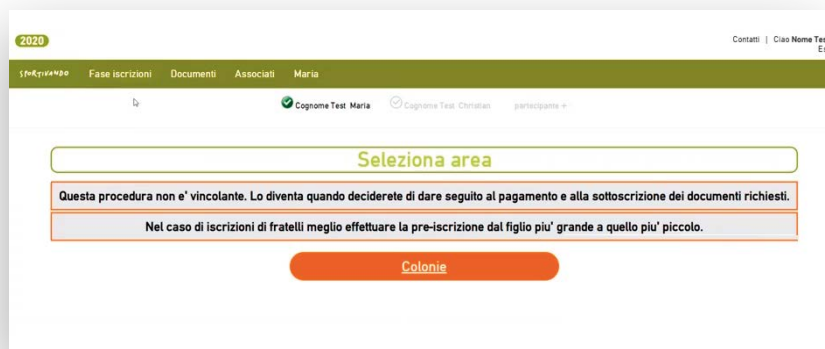 2020
Contatti | Ciao Nome Tes
Es
SPORTIVANDO Fase iscrizioni Documenti Associati Maria
Cognome Test Maria Cognome Test Christian partecipante +
Seleziona area
Questa procedura non e' vincolante. Lo diventa quando deciderete di dare seguito al pagamento e alla sottoscrizione dei documenti richiesti.
Nel caso di iscrizioni di fratelli meglio effettuare la pre-iscrizione dal figlio piu' grande a quello piu' piccolo.
Colonie